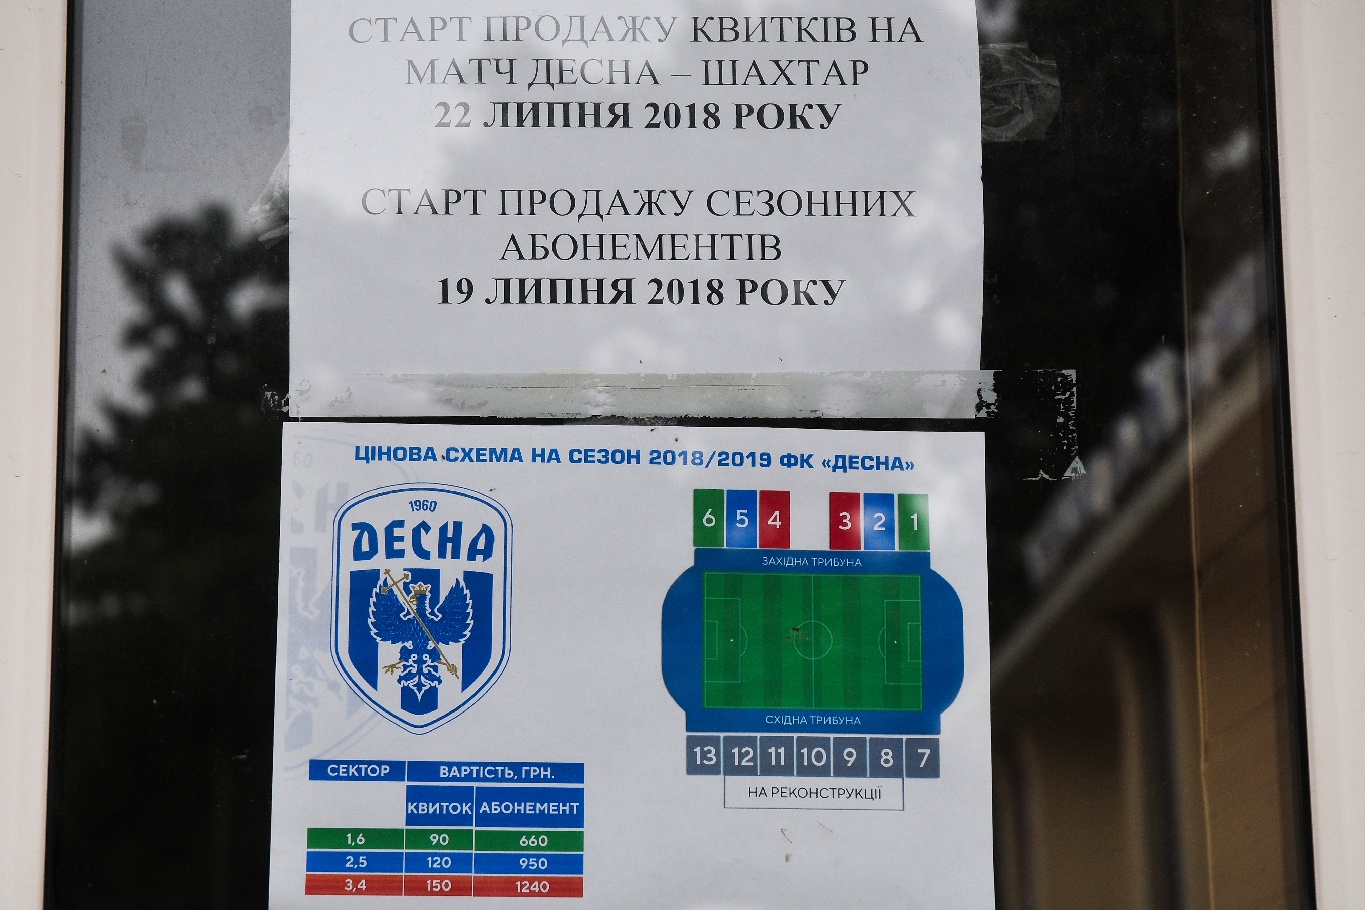 СТАРТ ПРОДАЖУ КВИТКІВ НА
МАТЧ ДЕСНА – ШАХТАР
22 ЛИПНЯ 2018 РОКУ
СТАРТ ПРОДАЖУ СЕЗОННИХ
АБОНЕМЕНТІВ
19 ЛИПНЯ 2018 РОКУ
ЦІНОВА СХЕМА НА СЕЗОН 2018/2019 ФК «ДЕСНА»
1960
ДЕСНА
6 5 4 3 2 1
ЗАХІДНА ТРИБУНА
СХІДНА ТРИБУНА
13 12 11 10 9 8 7
НА РЕКОНСТРУКЦІЇ
СЕКТОР ВАРТІСТЬ, ГРН.
КВИТОК АБОНЕМЕНТ
1,6 90 660
2,5 120 950
3,4 150 1240